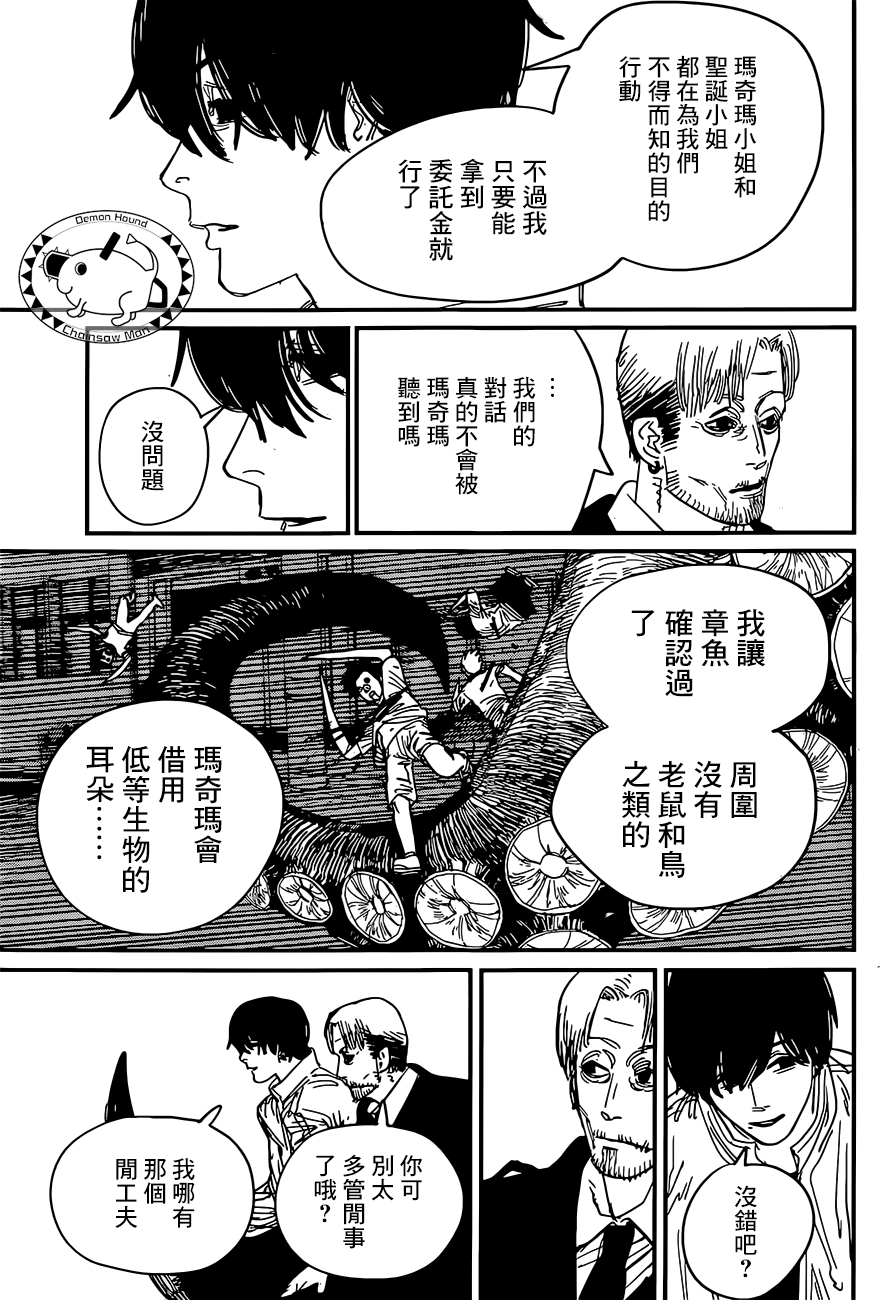 瑪奇瑪小姐和
聖誕小姐
都在為我們
不得而知的目的
行動
不過我
只要能
拿到
委託金就
行了
Demon Hound
Chainsaw Man
…
我們的
對話
真的不會被
瑪奇瑪
聽到嗎
沒問題
我讓
章魚
確認過
了
周圍
沒有
老鼠和鳥
之類的
瑪奇瑪會
借用
低等生物的
耳朵……
沒錯吧?
你可
別太
多管閒事
了哦?
我哪有
那個
閒工夫